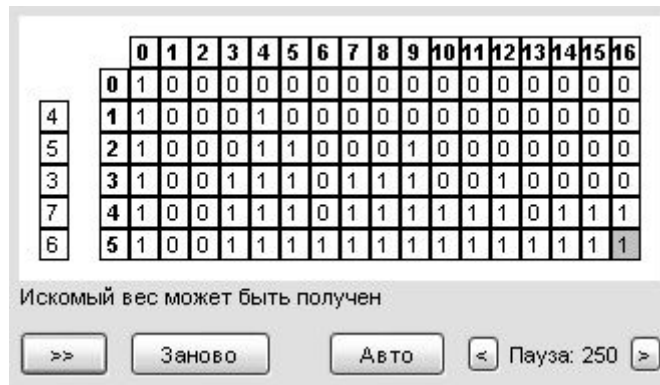 0 1 2 3 4 5 6 7 8 9 10 11 12 13 14 15 16
0 1 0 0 0 0 0 0 0 0 0 0 0 0 0 0 0 0
4 1 1 0 0 0 1 0 0 0 0 0 0 0 0 0 0 0 0
5 2 1 0 0 0 1 1 0 0 0 1 0 0 0 0 0 0 0
3 3 1 0 0 1 1 1 0 1 1 1 0 0 1 0 0 0 0
7 4 1 0 0 1 1 1 0 1 1 1 1 1 1 0 1 1 1
6 5 1 0 0 1 1 1 1 1 1 1 1 1 1 1 1 1 1
Искомый вес может быть получен
>> Заново Авто < Пауза: 250 >